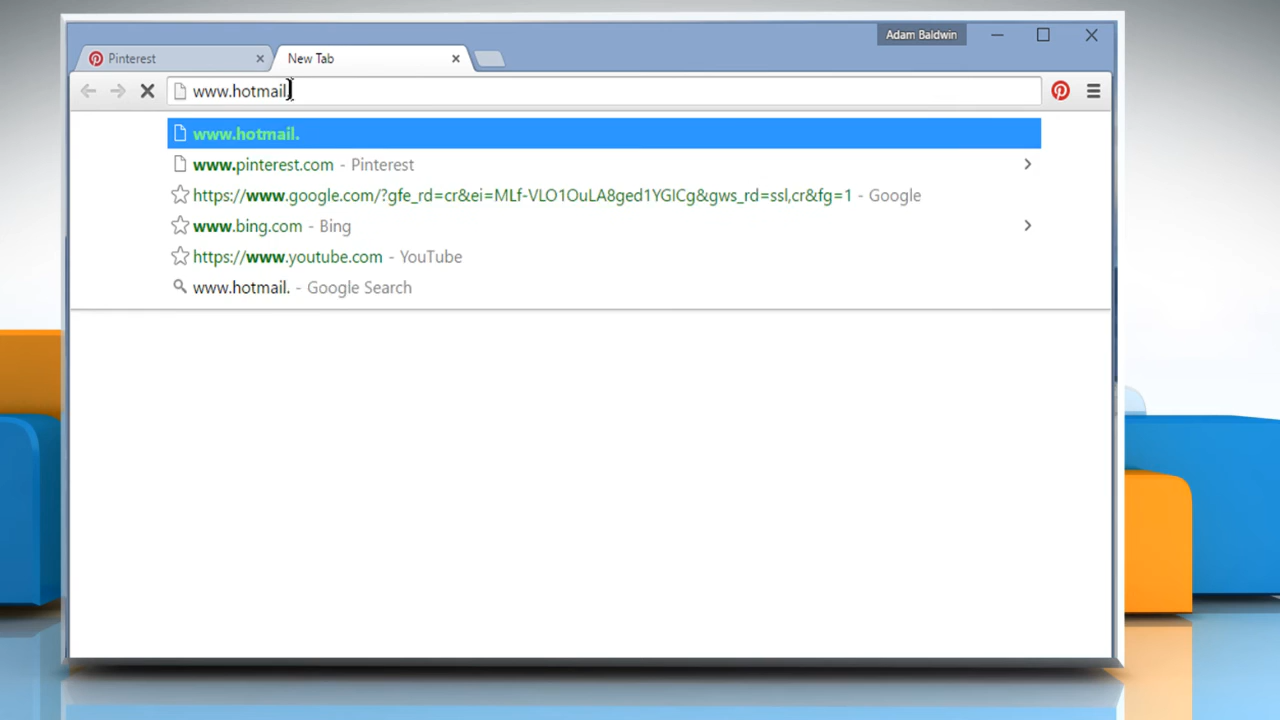 Adam Baldwin
Pinterest
New Tab
www.hotmail.
www.hotmail.
www.pinterest.com - Pinterest
https://www.google.com/?gfe_rd=cr&ei=MLf-VLO1OuLA8ged1YGICg&gws_rd=ssl,cr&fg=1 - Google
www.bing.com - Bing
https://www.youtube.com - YouTube
www.hotmail. - Google Search